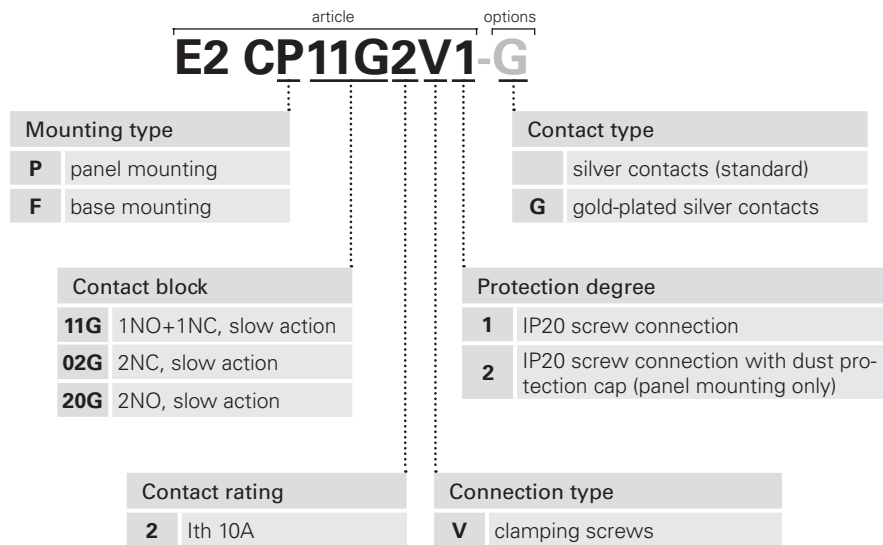 article
options
E2 CP11G2V1-G
Mounting type
P panel mounting
F base mounting
Contact type
silver contacts (standard)
G gold-plated silver contacts
Contact block
11G 1NO+1NC, slow action
02G 2NC, slow action
20G 2NO, slow action
Protection degree
1 IP20 screw connection
2 IP20 screw connection with dust pro-
tection cap (panel mounting only)
Contact rating
2 Ith 10A
Connection type
V clamping screws